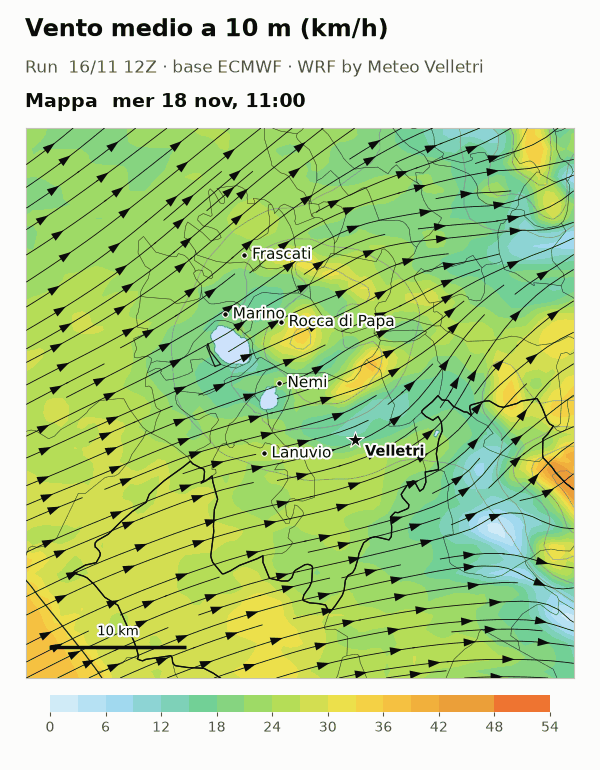 Vento medio a 10 m (km/h)
Run  16/11 12Z · base ECMWF · WRF by Meteo Velletri
Mappa  mer 18 nov, 11:00
Frascati
Marino
Rocca di Papa
Nemi
Velletri
Lanuvio
10 km
0 6 12 18 24 30 36 42 48 54